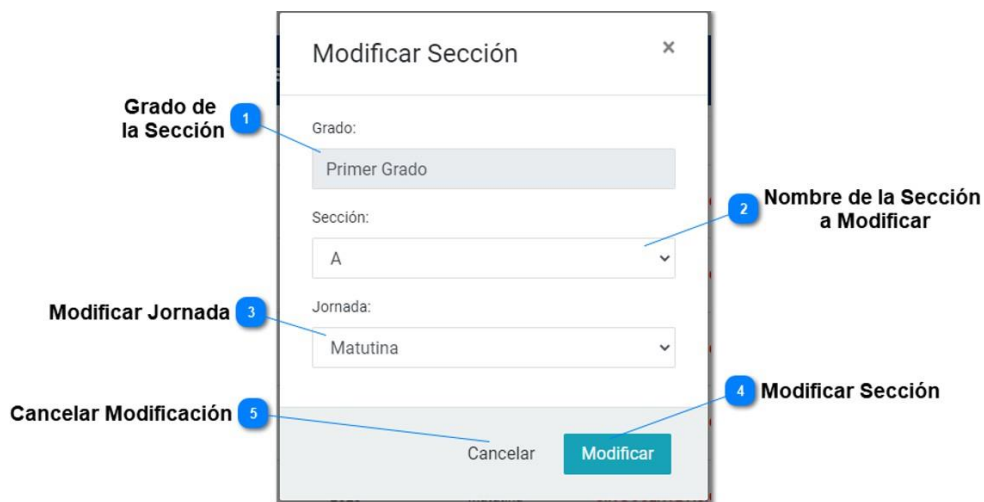 Modificar Sección
×
Grado de
la Sección
1
Grado:
Primer Grado
Sección:
2
Nombre de la Sección
a Modificar
A
Jornada:
Modificar Jornada
3
Matutina
4
Modificar Sección
Cancelar Modificación
5
Cancelar
Modificar